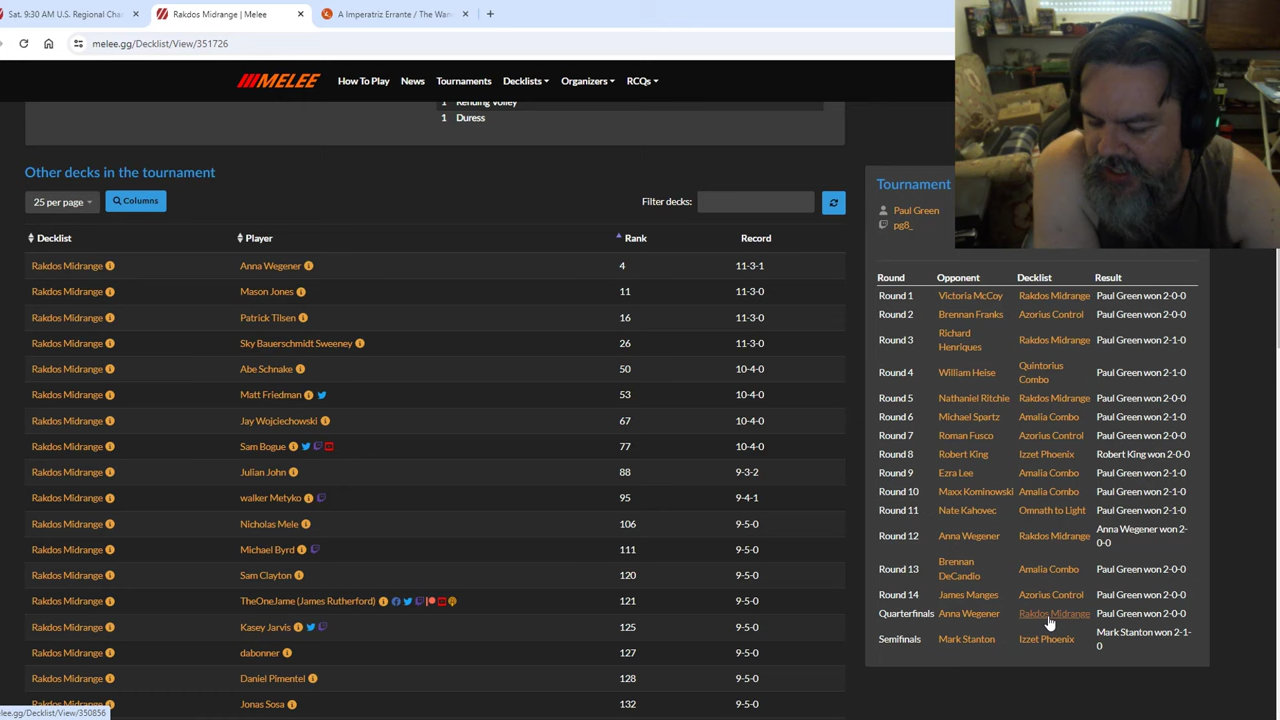 Sat. 9:30 AM U.S. Regional Cha
Rakdos Midrange | Melee
A Imperatriz Errante / The Wan
melee.gg/Decklist/View/351726
MELEE
How To Play
News
Tournaments
Decklists
Organizers
RCQs
1 Rending Volley
1 Duress
Other decks in the tournament
25 per page
Columns
Filter decks:
Decklist Player Rank Record
Rakdos Midrange Anna Wegener 4 11-3-1
Rakdos Midrange Mason Jones 11 11-3-0
Rakdos Midrange Patrick Tilsen 16 11-3-0
Rakdos Midrange Sky Bauerschmidt Sweeney 26 11-3-0
Rakdos Midrange Abe Schnake 50 10-4-0
Rakdos Midrange Matt Friedman 53 10-4-0
Rakdos Midrange Jay Wojciechowski 67 10-4-0
Rakdos Midrange Sam Bogue 77 10-4-0
Rakdos Midrange Julian John 88 9-3-2
Rakdos Midrange walker Metyko 95 9-4-1
Rakdos Midrange Nicholas Mele 106 9-5-0
Rakdos Midrange Michael Byrd 111 9-5-0
Rakdos Midrange Sam Clayton 120 9-5-0
Rakdos Midrange TheOneJame (James Rutherford) 121 9-5-0
Rakdos Midrange Kasey Jarvis 125 9-5-0
Rakdos Midrange dabonner 127 9-5-0
Rakdos Midrange Daniel Pimentel 128 9-5-0
Rakdos Midrange Jonas Sosa 132 9-5-0
Tournament
Paul Green
pg8_
Round Opponent Decklist Result
Round 1 Victoria McCoy Rakdos Midrange Paul Green won 2-0-0
Round 2 Brennan Franks Azorius Control Paul Green won 2-0-0
Round 3 Richard Henriques Rakdos Midrange Paul Green won 2-1-0
Round 4 William Heise Quintorius Combo Paul Green won 2-1-0
Round 5 Nathaniel Ritchie Rakdos Midrange Paul Green won 2-0-0
Round 6 Michael Spartz Amalia Combo Paul Green won 2-1-0
Round 7 Roman Fusco Azorius Control Paul Green won 2-0-0
Round 8 Robert King Izzet Phoenix Robert King won 2-0-0
Round 9 Ezra Lee Amalia Combo Paul Green won 2-1-0
Round 10 Maxx Kominowski Amalia Combo Paul Green won 2-1-0
Round 11 Nate Kahovec Omnath to Light Paul Green won 2-1-0
Round 12 Anna Wegener Rakdos Midrange Anna Wegener won 2-0-0
Round 13 Brennan DeCandio Amalia Combo Paul Green won 2-0-0
Round 14 James Manges Azorius Control Paul Green won 2-0-0
Quarterfinals Anna Wegener Rakdos Midrange Paul Green won 2-0-0
Semifinals Mark Stanton Izzet Phoenix Mark Stanton won 2-1-0
lee.gg/Decklist/View/350856